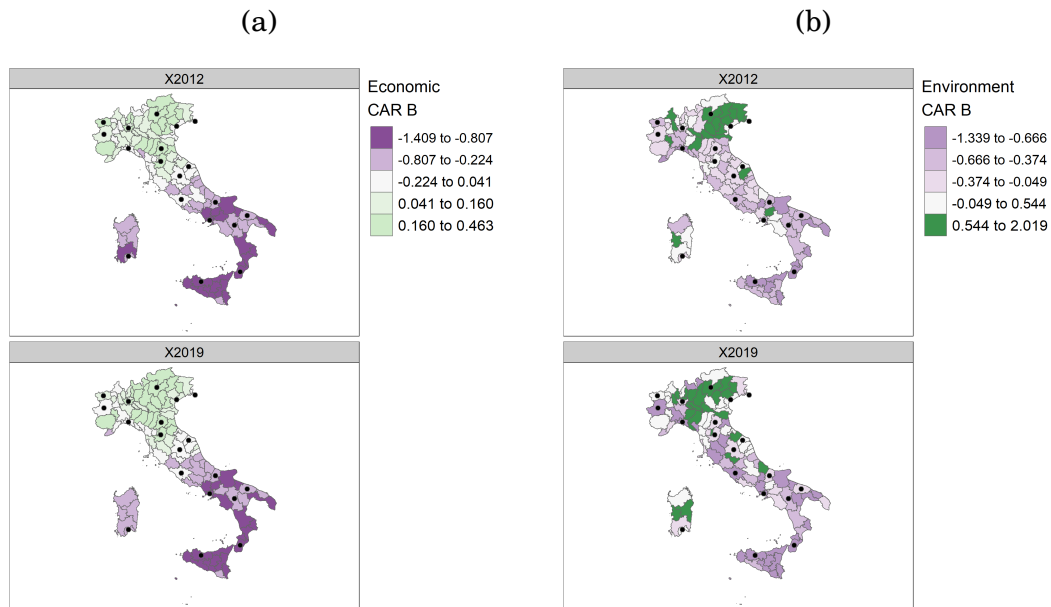 (a)
(b)
X2012
Economic
CAR B
-1.409 to -0.807
-0.807 to -0.224
-0.224 to 0.041
0.041 to 0.160
0.160 to 0.463
X2019
X2012
Environment
CAR B
-1.339 to -0.666
-0.666 to -0.374
-0.374 to -0.049
-0.049 to 0.544
0.544 to 2.019
X2019